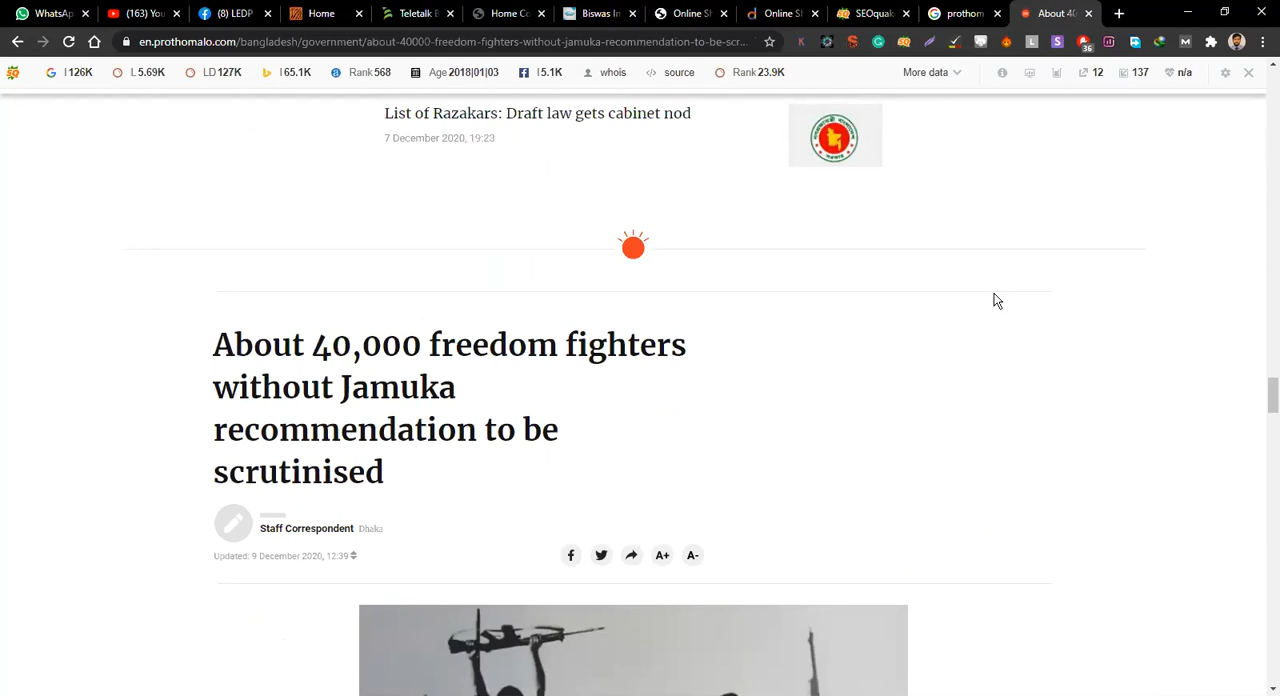 WhatsAp
(163) You
(8) LEDP
Home
Teletalk B
Home Co
Biswas In
Online Sh
Online Sh
SEOquak
prothom
About 40
en.prothomalo.com/bangladesh/government/about-40000-freedom-fighters-without-jamuka-recommendation-to-be-scr...
I 126K
L 5.69K
LD 127K
I 65.1K
Rank 568
Age 2018|01|03
I 5.1K
whois
source
Rank 23.9K
More data
12
137
n/a
List of Razakars: Draft law gets cabinet nod
7 December 2020, 19:23
About 40,000 freedom fighters
without Jamuka
recommendation to be
scrutinised
Staff Correspondent Dhaka
Updated: 9 December 2020, 12:39
A+ A-